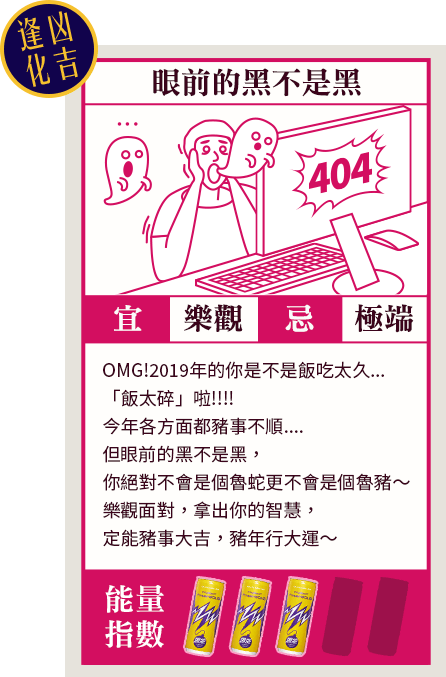 逢凶
化吉
眼前的黑不是黑
404
宜 樂觀 忌 極端
OMG!2019年的你是不是飯吃太久...
「飯太碎」啦!!!!
今年各方面都豬事不順....
但眼前的黑不是黑，
你絕對不會是個魯蛇更不會是個魯豬～
樂觀面對，拿出你的智慧，
定能豬事大吉，豬年行大運～
能量
指數